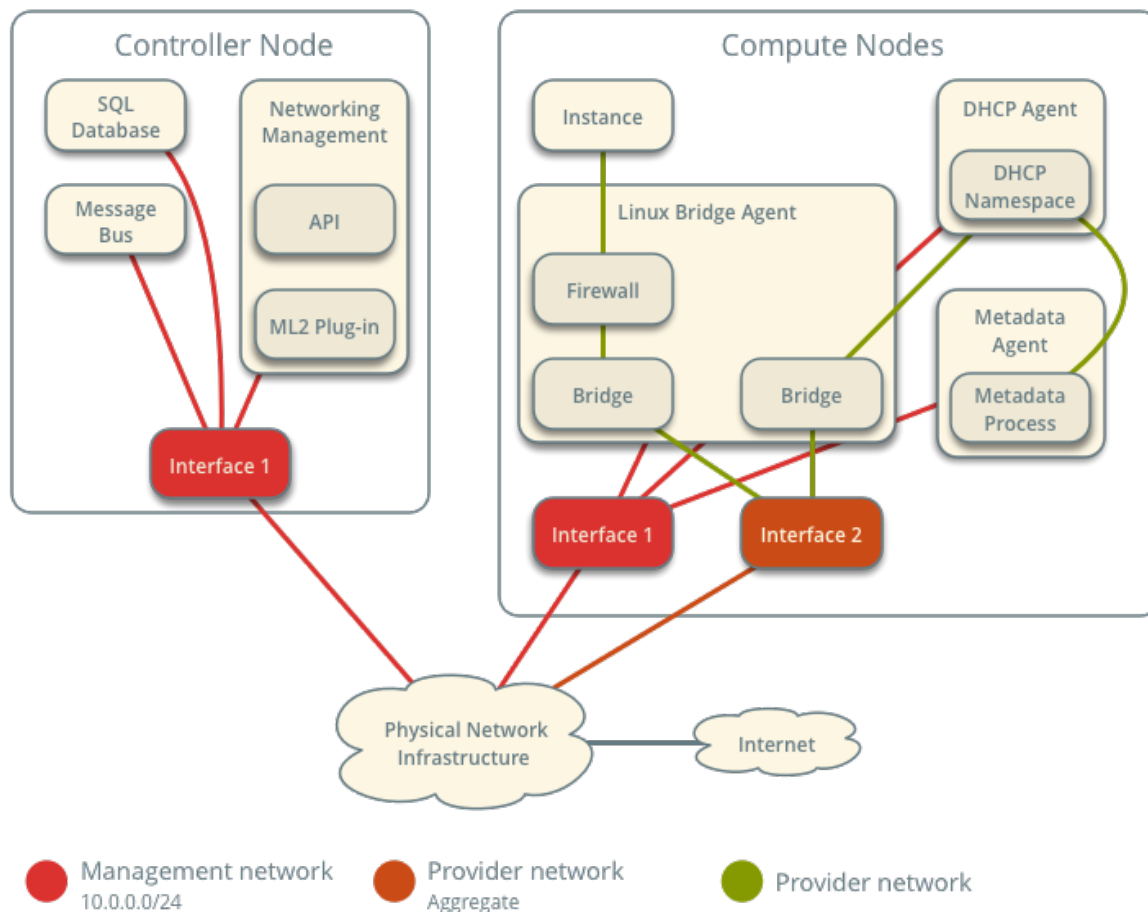 Controller Node
SQL
Database
Networking
Management
Message
Bus
API
ML2 Plug-in
Interface 1
Compute Nodes
Instance
DHCP Agent
DHCP
Namespace
Linux Bridge Agent
Firewall
Metadata
Agent
Bridge
Bridge
Metadata
Process
Interface 1
Interface 2
Physical Network
Infrastructure
Internet
Management network
10.0.0.0/24
Provider network
Aggregate
Provider network